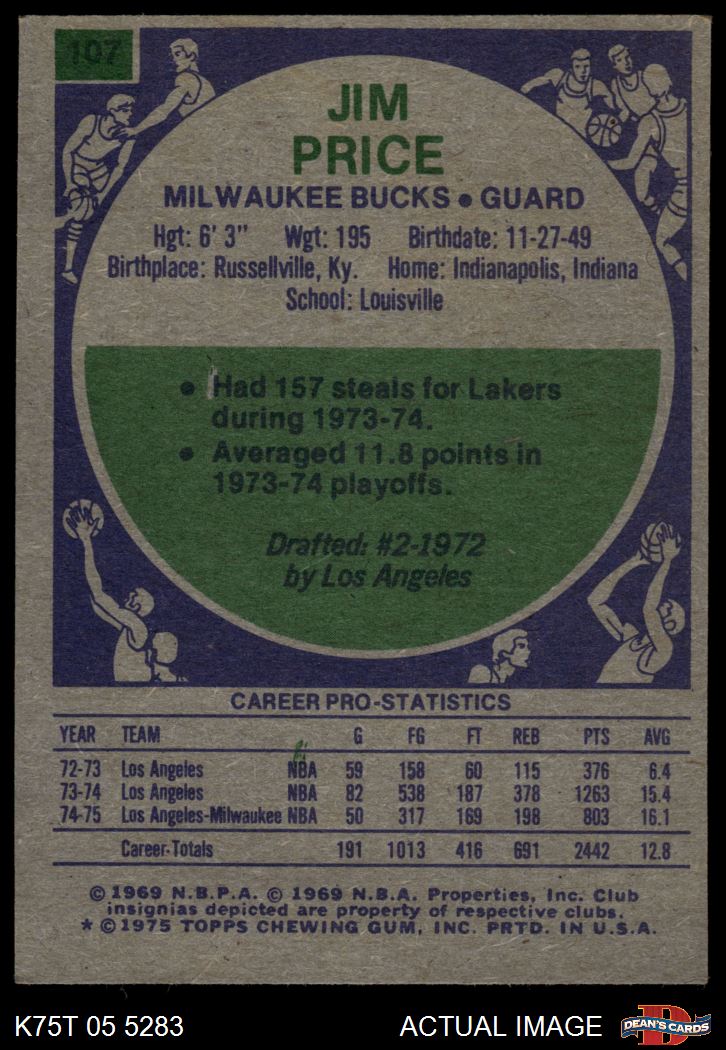 107
JIM
PRICE
MILWAUKEE BUCKS • GUARD
Hgt: 6' 3" Wgt: 195 Birthdate: 11-27-49
Birthplace: Russellville, Ky. Home: Indianapolis, Indiana
School: Louisville
• Had 157 steals for Lakers
during 1973-74.
• Averaged 11.8 points in
1973-74 playoffs.
Drafted: #2-1972
by Los Angeles
CAREER PRO-STATISTICS
YEAR TEAM G FG FT REB PTS AVG
72-73 Los Angeles NBA 59 158 60 115 376 6.4
73-74 Los Angeles NBA 82 538 187 378 1263 15.4
74-75 Los Angeles-Milwaukee NBA 50 317 169 198 803 16.1
Career-Totals 191 1013 416 691 2442 12.8
© 1969 N.B.P.A. © 1969 N.B.A. Properties, Inc. Club
insignias depicted are property of respective clubs.
* © 1975 TOPPS CHEWING GUM, INC. PRTD. IN U.S.A.
K75T 05 5283 ACTUAL IMAGE D DEAN'S CARDS